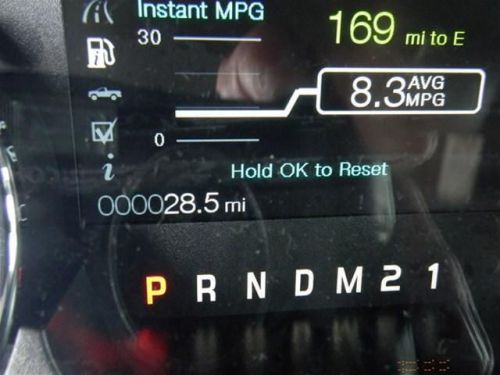 Instant MPG
30
169 mi to E
8.3 AVG MPG
0
Hold OK to Reset
000028.5 mi
P R N D M 2 1